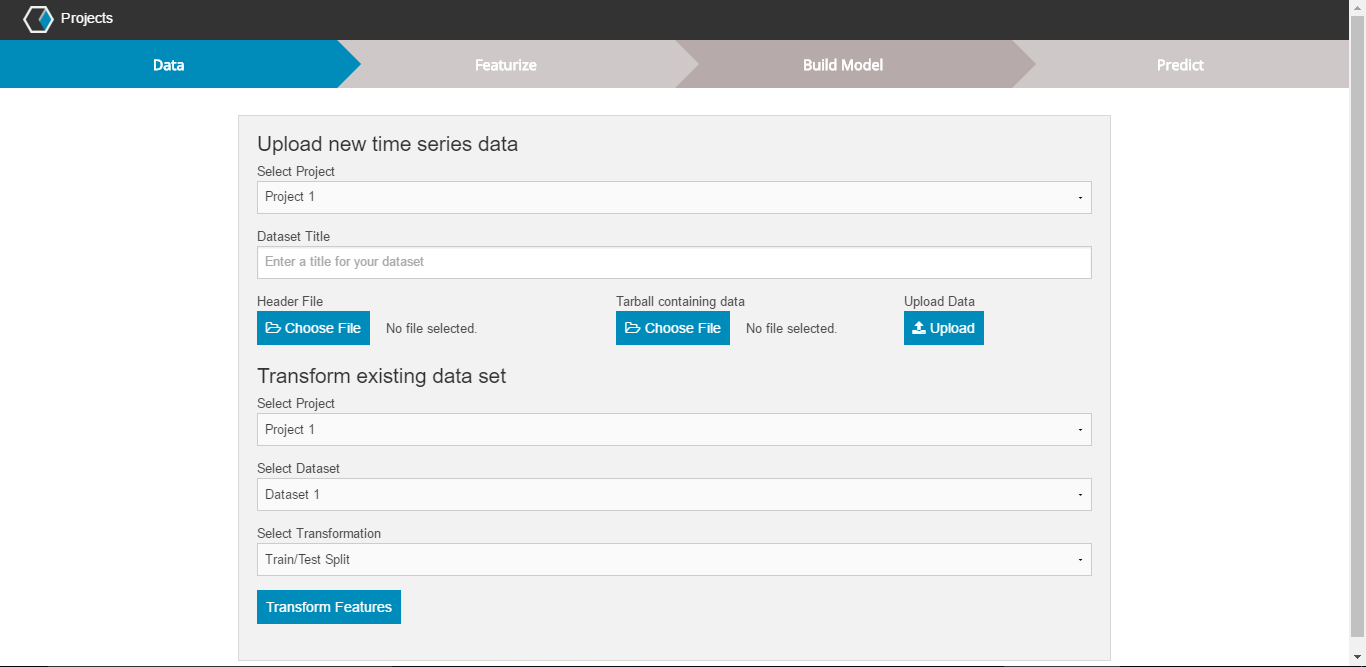 Projects
Data Featurize Build Model Predict
Upload new time series data
Select Project
Project 1
Dataset Title
Enter a title for your dataset
Header File Tarball containing data Upload Data
Choose File No file selected. Choose File No file selected. Upload
Transform existing data set
Select Project
Project 1
Select Dataset
Dataset 1
Select Transformation
Train/Test Split
Transform Features